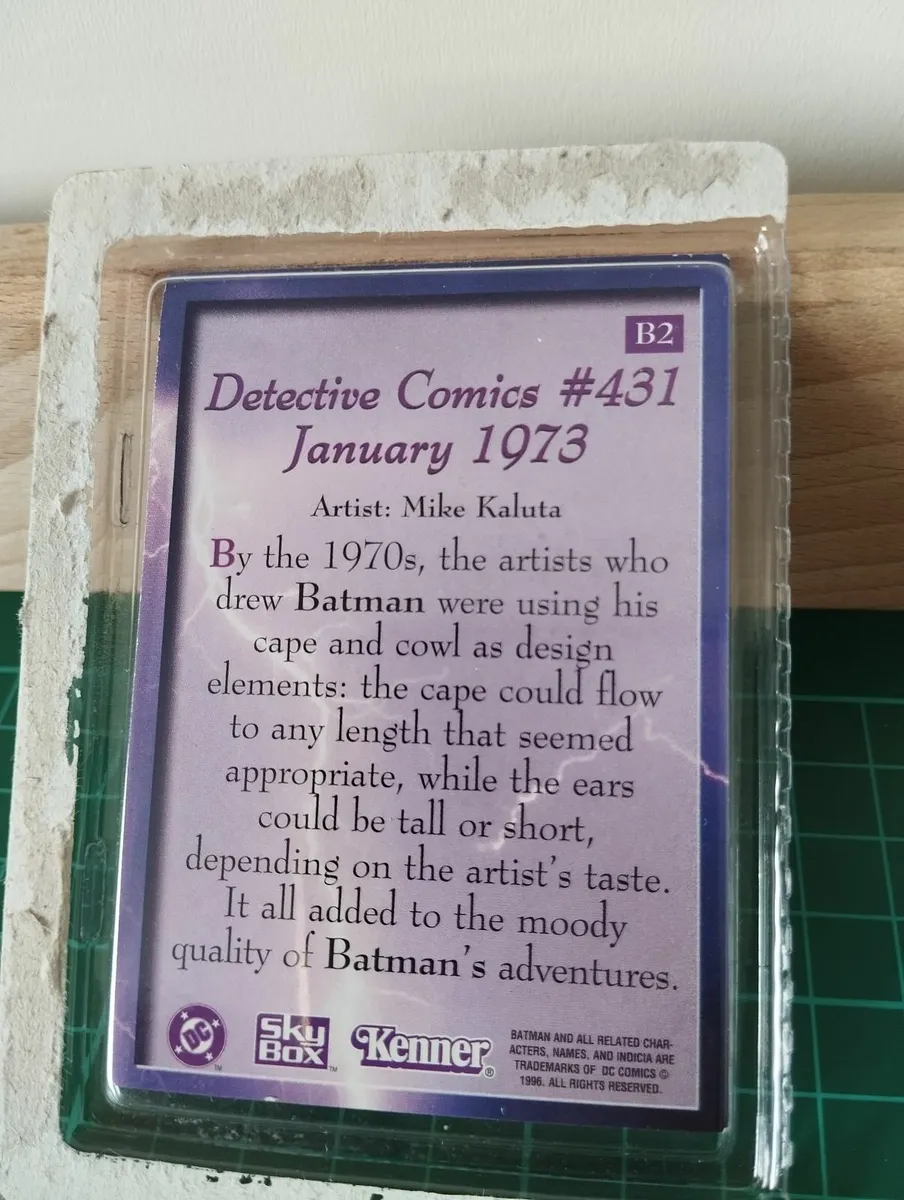 B2
Detective Comics #431
January 1973
Artist: Mike Kaluta
By the 1970s, the artists who
drew Batman were using his
cape and cowl as design
elements: the cape could flow
to any length that seemed
appropriate, while the ears
could be tall or short,
depending on the artist's taste.
It all added to the moody
quality of Batman's adventures.
DC ™
Sky
Box ™
Kenner®
BATMAN AND ALL RELATED CHAR-
ACTERS, NAMES, AND INDICIA ARE
TRADEMARKS OF DC COMICS ©
1996. ALL RIGHTS RESERVED.